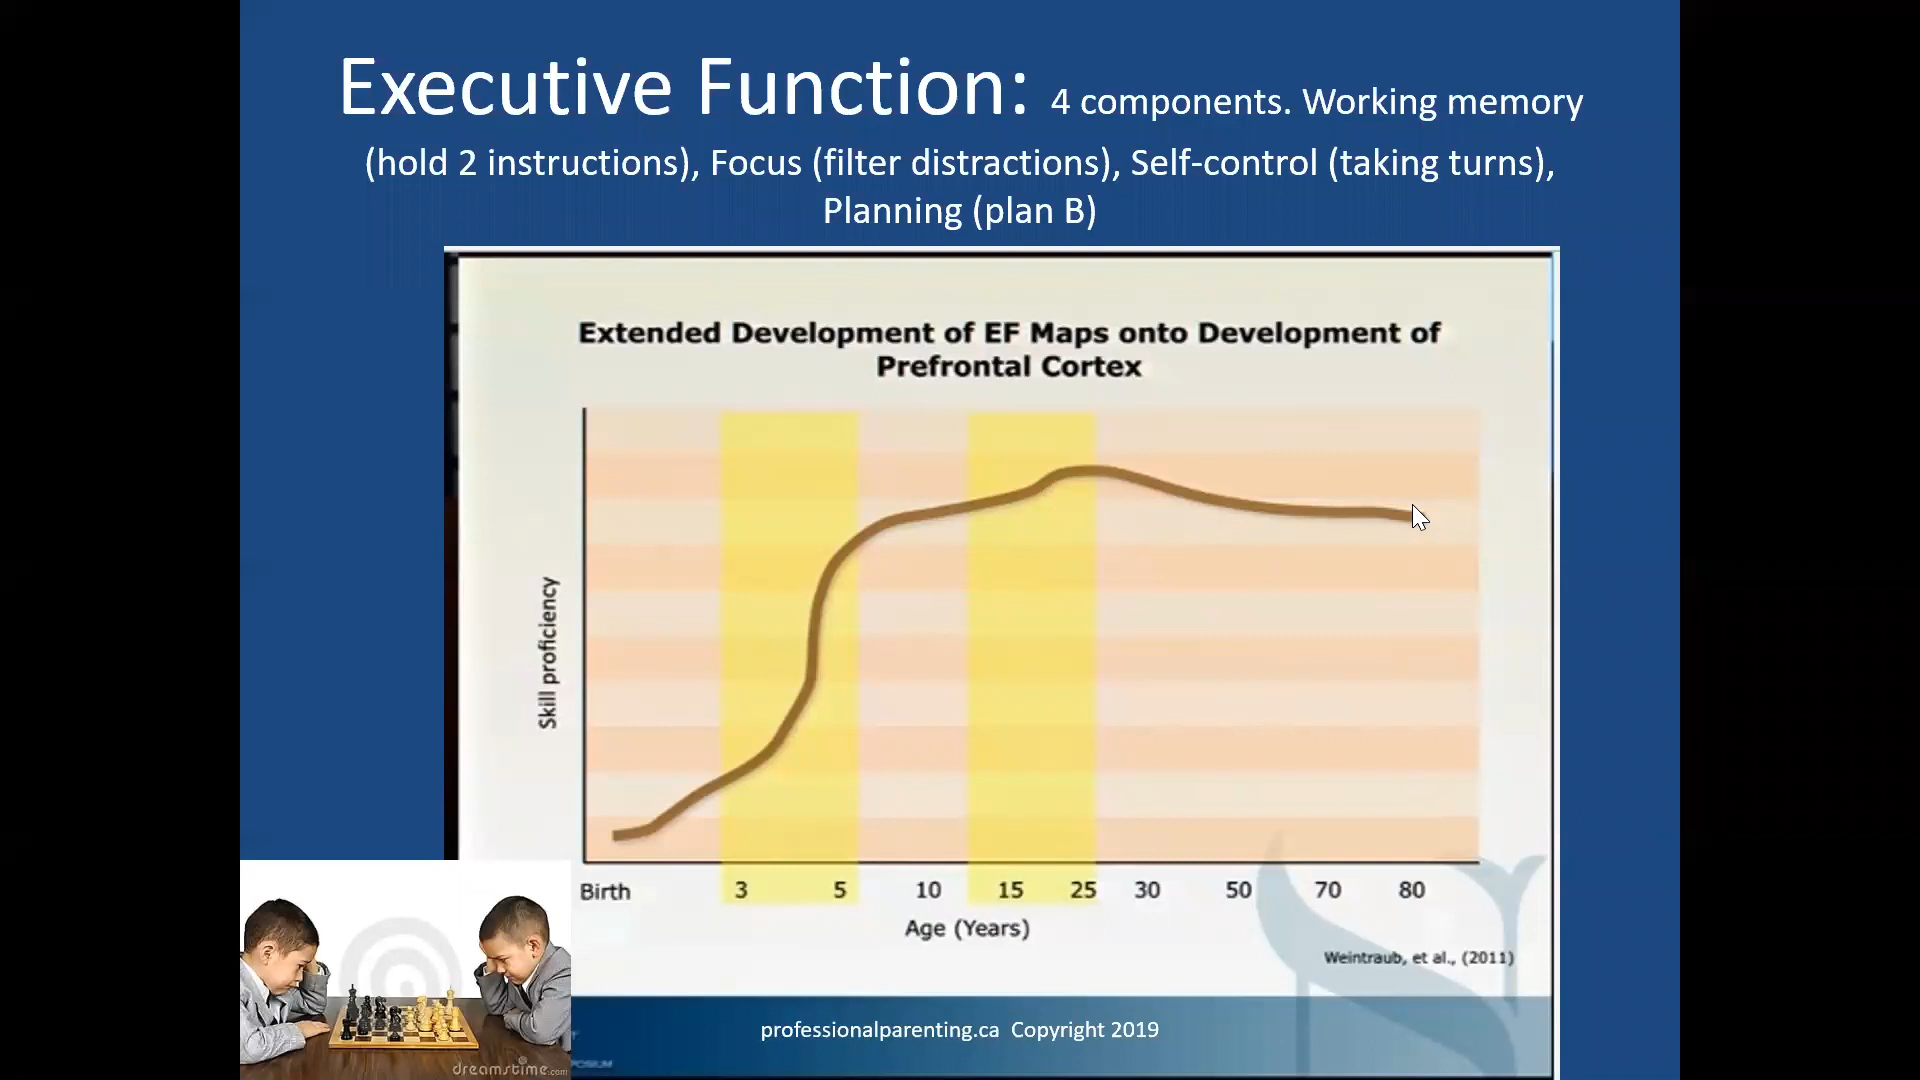 Executive Function: 4 components. Working memory
(hold 2 instructions), Focus (filter distractions), Self-control (taking turns),
Planning (plan B)
Extended Development of EF Maps onto Development of
Prefrontal Cortex
Skill proficiency
Birth 3 5 10 15 25 30 50 70 80
Age (Years)
Weintraub, et al., (2011)
professionalparenting.ca Copyright 2019
dreamstime.com